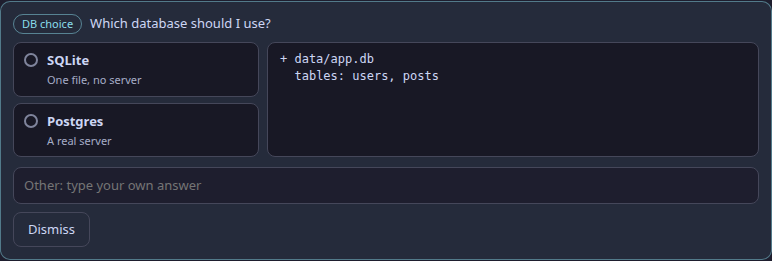 DB choice Which database should I use?
SQLite
One file, no server
Postgres
A real server
+ data/app.db
tables: users, posts
Other: type your own answer
Dismiss